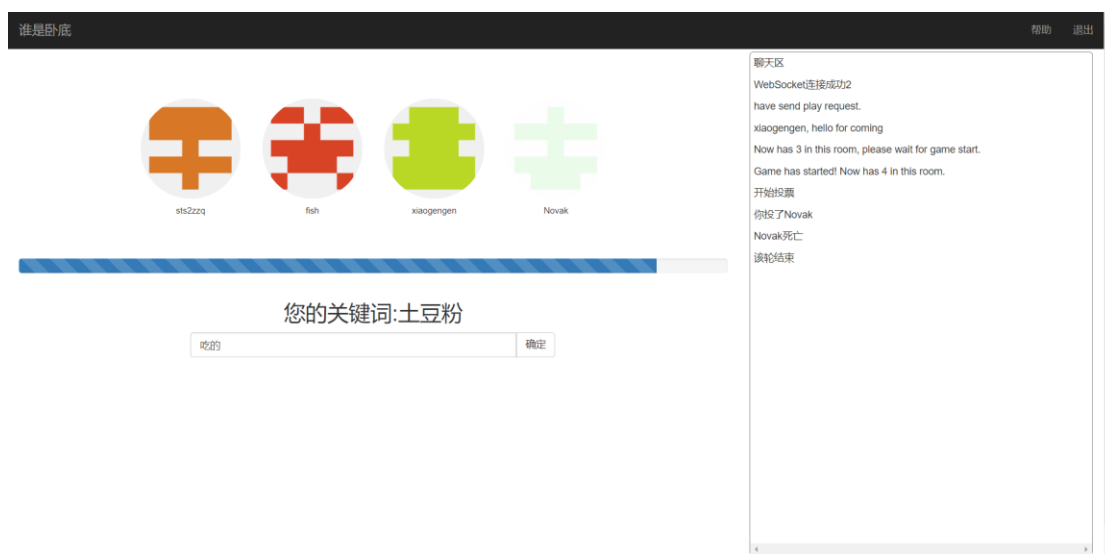 谁是卧底
帮助 退出
sts2zzq fish xiaogengen Novak
您的关键词:土豆粉
吃的 确定
聊天区
WebSocket连接成功2
have send play request.
xiaogengen, hello for coming
Now has 3 in this room, please wait for game start.
Game has started! Now has 4 in this room.
开始投票
你投了Novak
Novak死亡
该轮结束